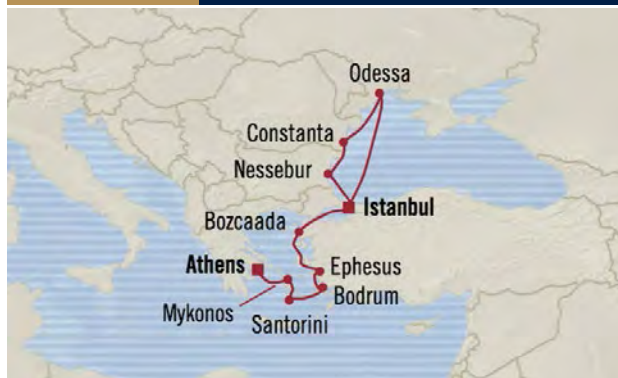 Odessa
Constanta
Nessebur
Istanbul
Bozcaada
Athens
Ephesus
Bodrum
Mykonos
Santorini